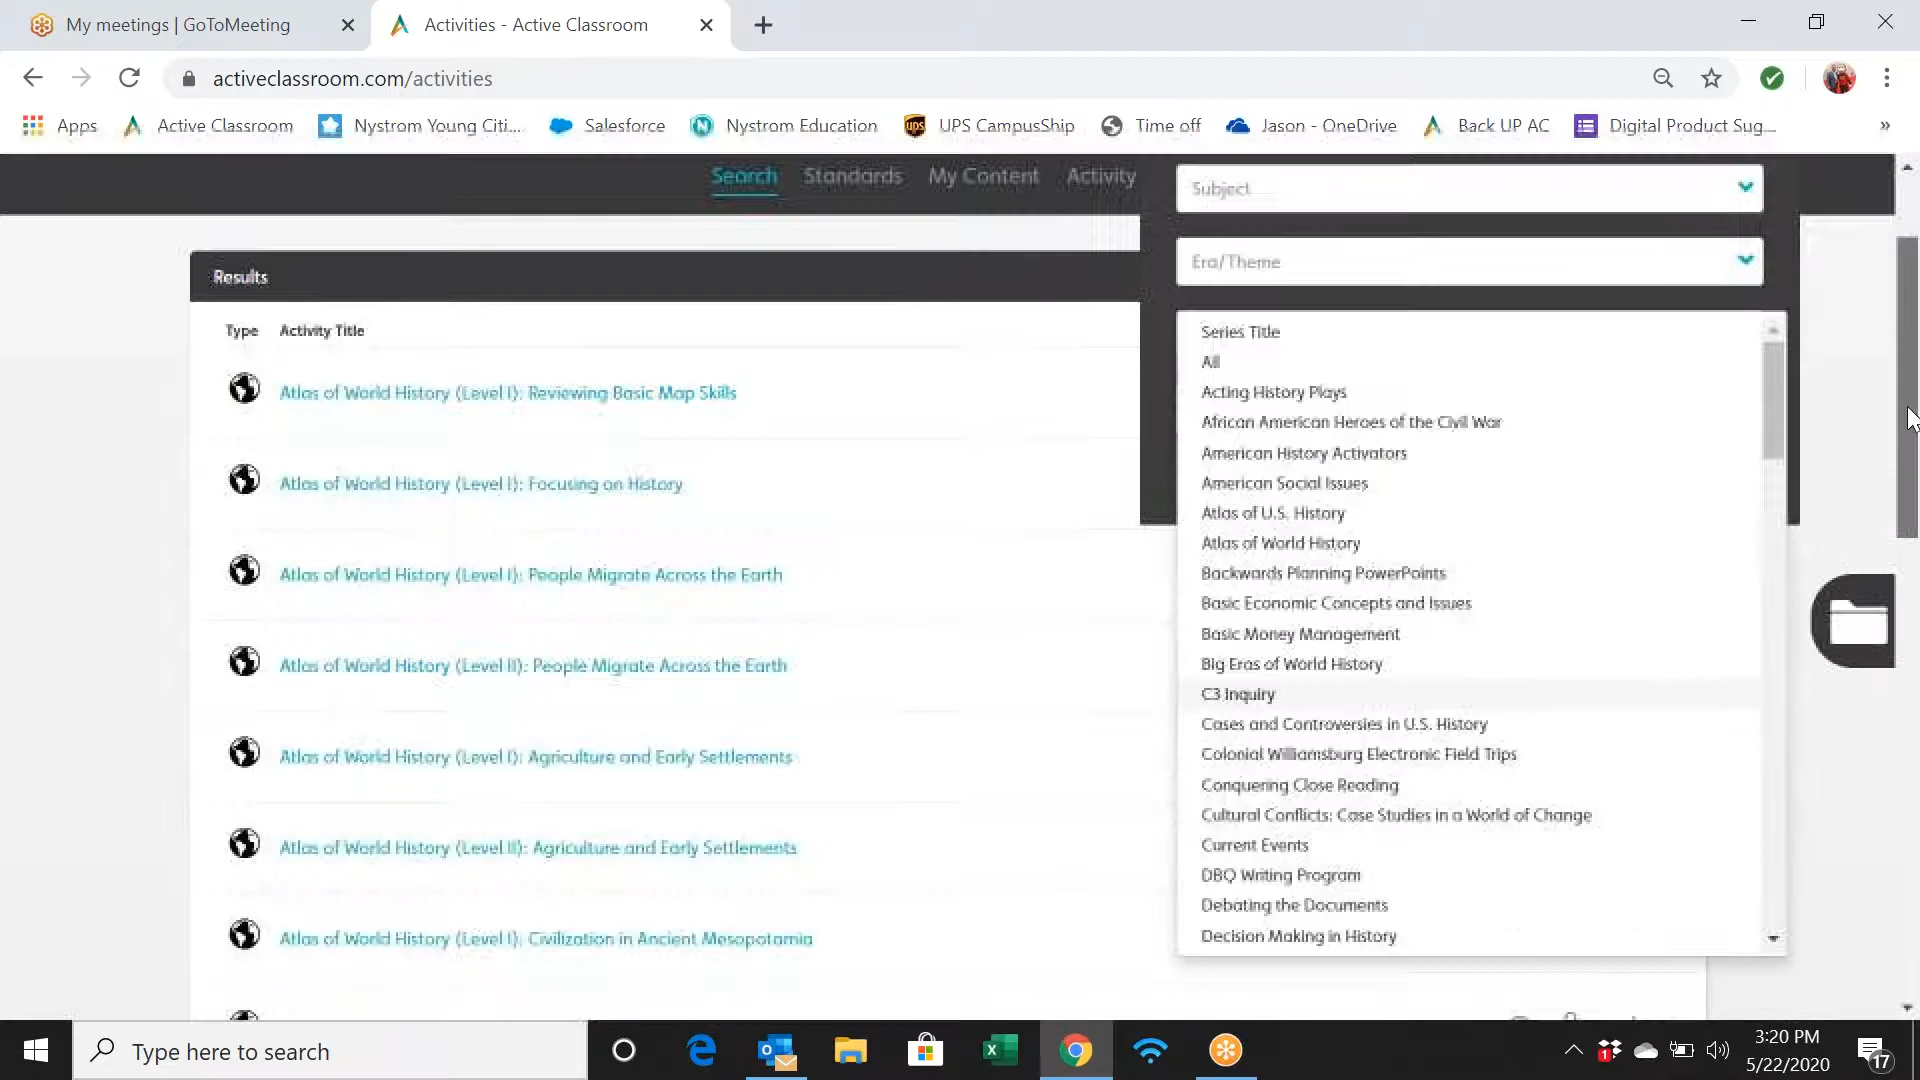 My meetings | GoToMeeting
Activities - Active Classroom
activeclassroom.com/activities
Apps
Active Classroom
Nystrom Young Citi...
Salesforce
Nystrom Education
UPS CampusShip
Time off
Jason - OneDrive
Back UP AC
Digital Product Sug...
»
Search
Standards
My Content
Activity
Subject
Era/Theme
Results
Type
Activity Title
Atlas of World History (Level I): Reviewing Basic Map Skills
Atlas of World History (Level I): Focusing on History
Atlas of World History (Level I): People Migrate Across the Earth
Atlas of World History (Level II): People Migrate Across the Earth
Atlas of World History (Level I): Agriculture and Early Settlements
Atlas of World History (Level II): Agriculture and Early Settlements
Atlas of World History (Level I): Civilization in Ancient Mesopotamia
Series Title
All
Acting History Plays
African American Heroes of the Civil War
American History Activators
American Social Issues
Atlas of U.S. History
Atlas of World History
Backwards Planning PowerPoints
Basic Economic Concepts and Issues
Basic Money Management
Big Eras of World History
C3 Inquiry
Cases and Controversies in U.S. History
Colonial Williamsburg Electronic Field Trips
Conquering Close Reading
Cultural Conflicts: Case Studies in a World of Change
Current Events
DBQ Writing Program
Debating the Documents
Decision Making in History
Type here to search
1
3:20 PM
5/22/2020
17